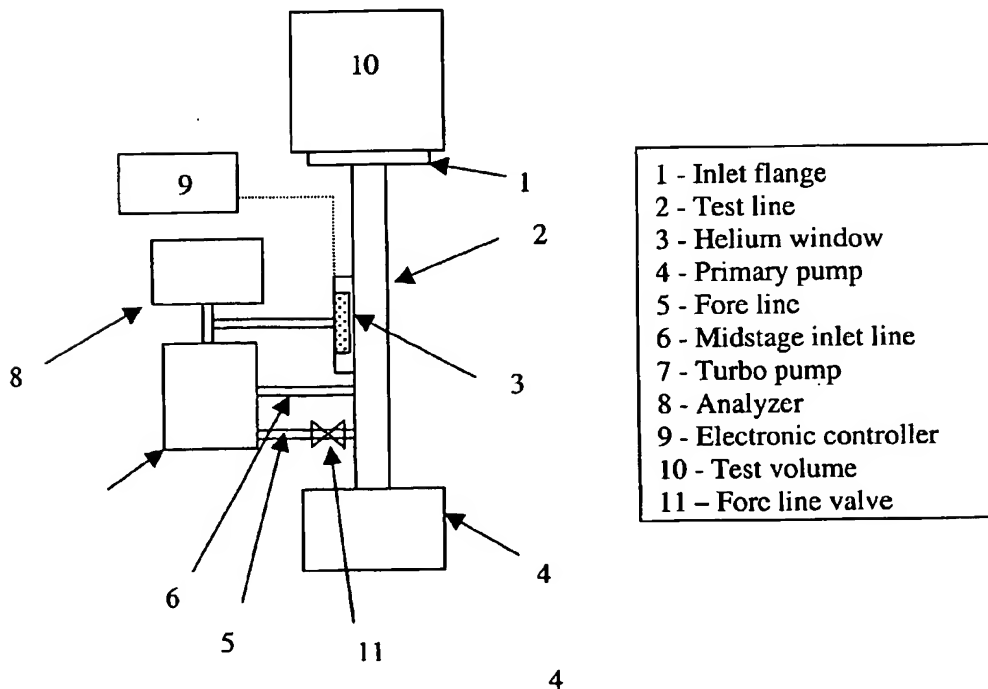 10
9
1
2
8
3
6
5
11
4
4
1 - Inlet flange
2 - Test line
3 - Helium window
4 - Primary pump
5 - Fore line
6 - Midstage inlet line
7 - Turbo pump
8 - Analyzer
9 - Electronic controller
10 - Test volume
11 – Fore line valve